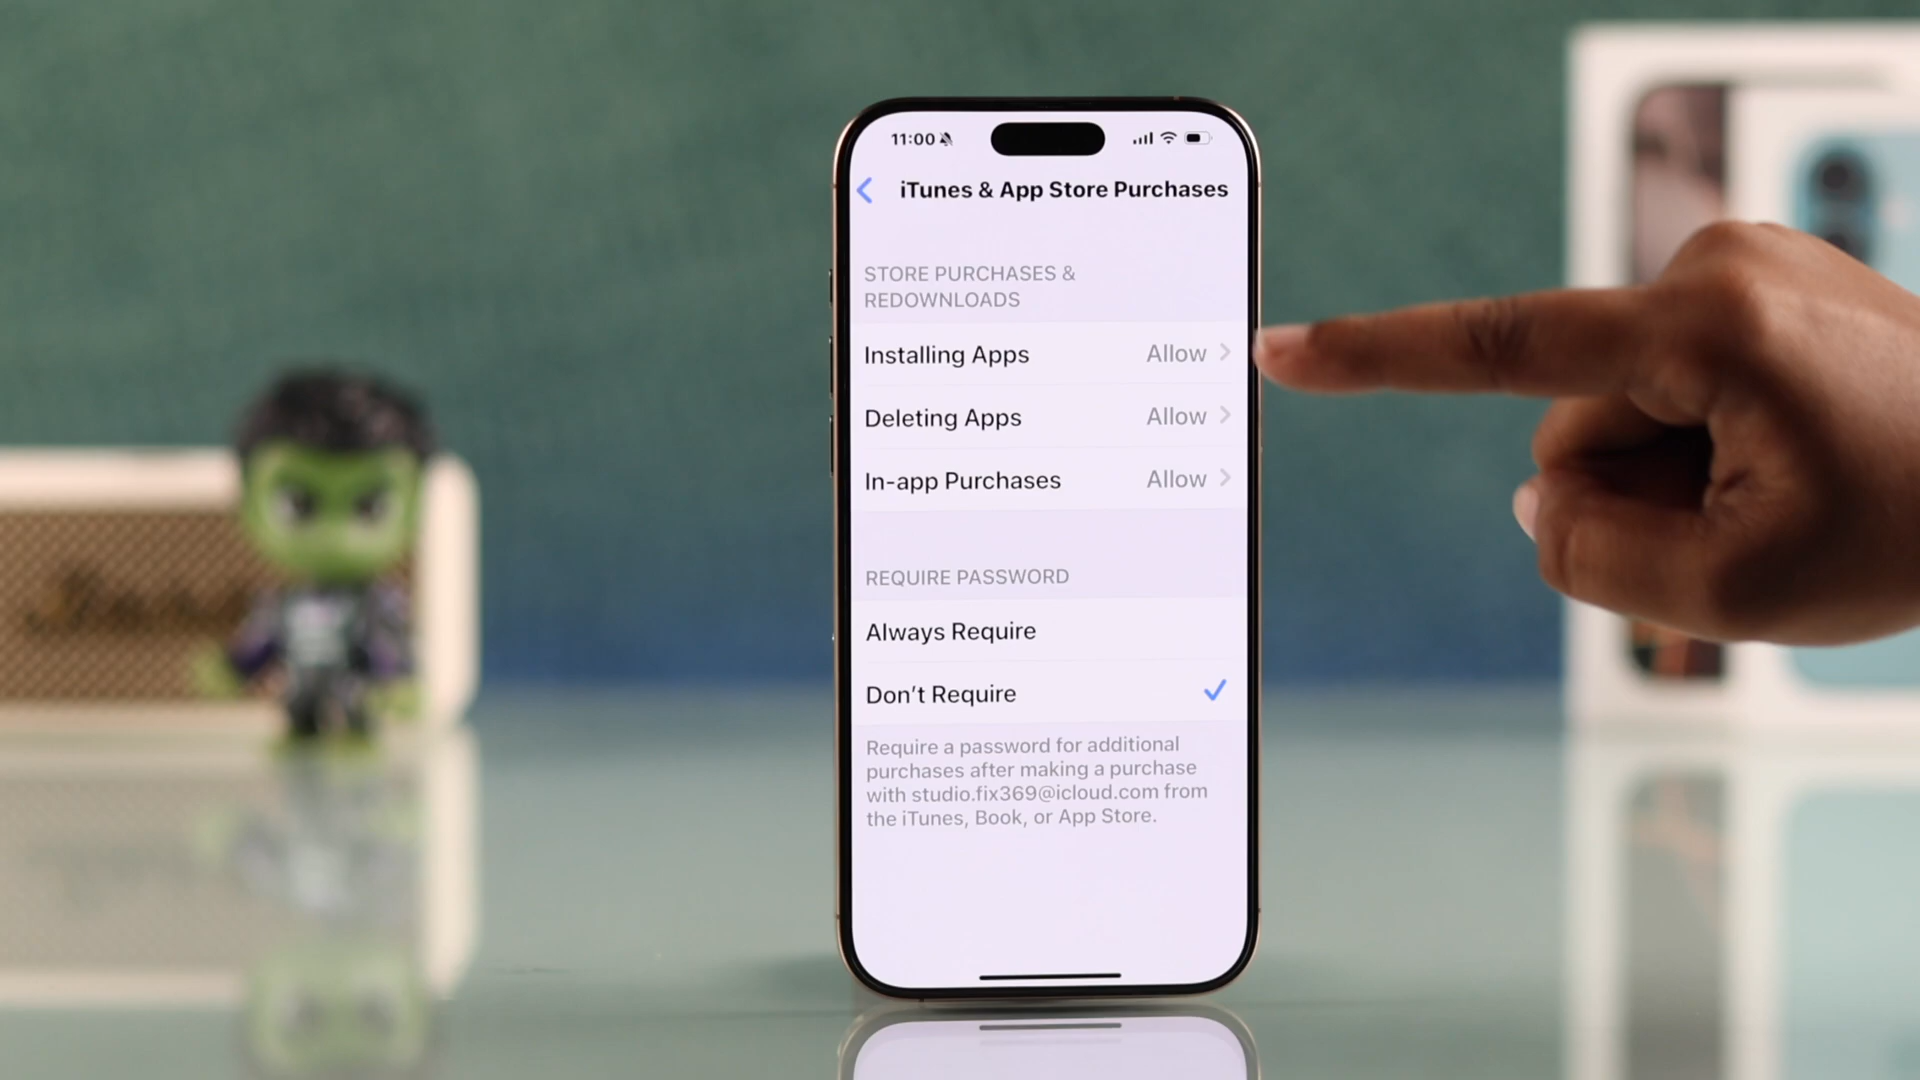 11:00
iTunes & App Store Purchases
STORE PURCHASES &
REDOWNLOADS
Installing Apps Allow
Deleting Apps Allow
In-app Purchases Allow
REQUIRE PASSWORD
Always Require
Don't Require
Require a password for additional
purchases after making a purchase
with studio.fix369@icloud.com from
the iTunes, Book, or App Store.